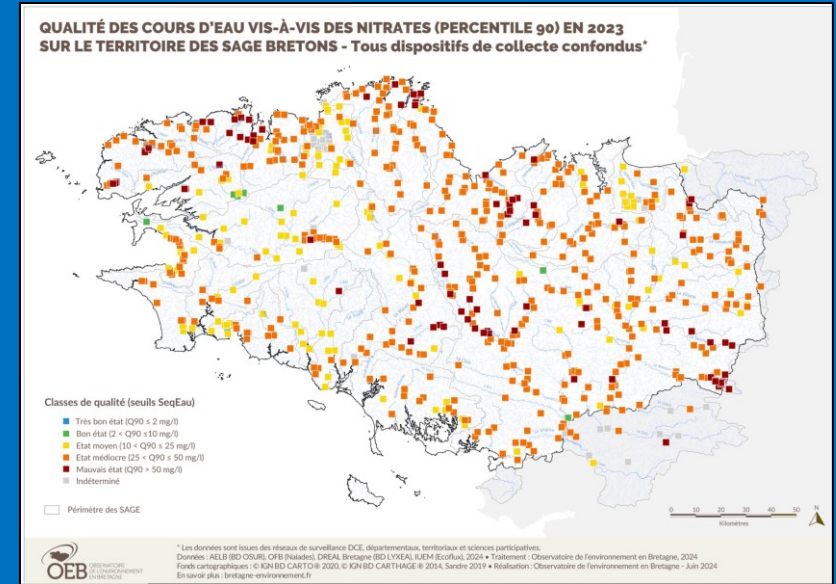 QUALITÉ DES COURS D'EAU VIS-À-VIS DES NITRATES (PERCENTILE 90) EN 2023
SUR LE TERRITOIRE DES SAGE BRETONS - Tous dispositifs de collecte confondus*
Classes de qualité (seuils SeqEau)
Très bon état (Q90 ≤ 2 mg/l)
Bon état (2 < Q90 ≤10 mg/l)
Etat moyen (10 < Q90 ≤ 25 mg/l)
Etat médiocre (25 < Q90 ≤ 50 mg/l)
Mauvais état (Q90 > 50 mg/l)
Indéterminé
Périmètre des SAGE
0 10 20 30 40 50
Kilomètres
N
OEB OBSERVATOIRE
DE L'ENVIRONNEMENT
EN BRETAGNE
* Les données sont issues des réseaux de surveillance DCE, départementaux, territoriaux et sciences participatives.
Données : AELB (BD OSUR), OFB (Naïades), DREAL Bretagne (BD LYXEA), IUEM (Ecoflux), 2024 • Traitement : Observatoire de l'environnement en Bretagne, 2024
Fonds cartographiques : © IGN BD CARTO® 2020, © IGN BD CARTHAGE® 2014, Sandre 2019 • Réalisation : Observatoire de l'environnement en Bretagne - Juin 2024
En savoir plus : bretagne-environnement.fr